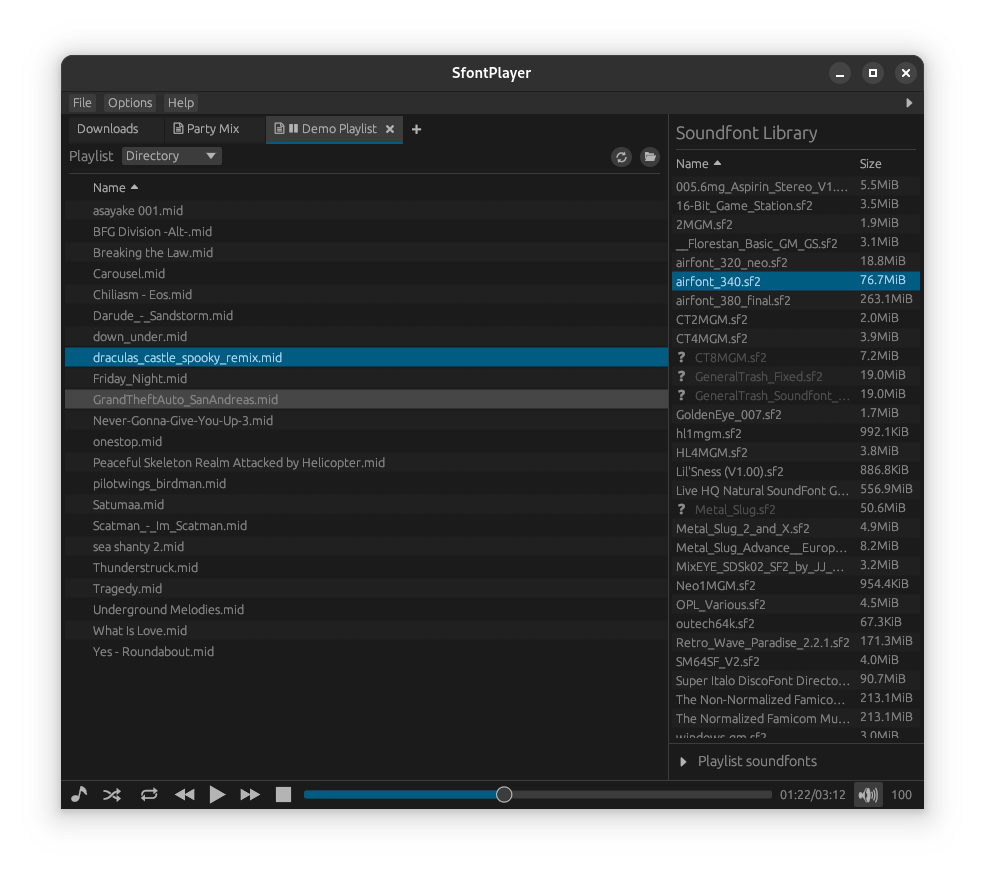 SfontPlayer
File Options Help
Downloads Party Mix Demo Playlist
Playlist Directory
Name
asayake 001.mid
BFG Division -Alt-.mid
Breaking the Law.mid
Carousel.mid
Chiliasm - Eos.mid
Darude_-_Sandstorm.mid
down_under.mid
draculas_castle_spooky_remix.mid
Friday_Night.mid
GrandTheftAuto_SanAndreas.mid
Never-Gonna-Give-You-Up-3.mid
onestop.mid
Peaceful Skeleton Realm Attacked by Helicopter.mid
pilotwings_birdman.mid
Satumaa.mid
Scatman_-_Im_Scatman.mid
sea shanty 2.mid
Thunderstruck.mid
Tragedy.mid
Underground Melodies.mid
What Is Love.mid
Yes - Roundabout.mid
Soundfont Library
Name Size
005.6mg_Aspirin_Stereo_V1.... 5.5MiB
16-Bit_Game_Station.sf2 3.5MiB
2MGM.sf2 1.9MiB
__Florestan_Basic_GM_GS.sf2 3.1MiB
airfont_320_neo.sf2 18.8MiB
airfont_340.sf2 76.7MiB
airfont_380_final.sf2 263.1MiB
CT2MGM.sf2 2.0MiB
CT4MGM.sf2 3.9MiB
? CT8MGM.sf2 7.2MiB
? GeneralTrash_Fixed.sf2 19.0MiB
? GeneralTrash_Soundfont_... 19.0MiB
GoldenEye_007.sf2 1.7MiB
hl1mgm.sf2 992.1KiB
HL4MGM.sf2 3.8MiB
Lil'Sness (V1.00).sf2 886.8KiB
Live HQ Natural SoundFont G... 556.9MiB
? Metal_Slug.sf2 50.6MiB
Metal_Slug_2_and_X.sf2 4.9MiB
Metal_Slug_Advance__Europ... 8.2MiB
MixEYE_SDSk02_SF2_by_JJ_... 3.2MiB
Neo1MGM.sf2 954.4KiB
OPL_Various.sf2 4.5MiB
outech64k.sf2 67.3KiB
Retro_Wave_Paradise_2.2.1.sf2 171.3MiB
SM64SF_V2.sf2 4.0MiB
Super Italo DiscoFont Directo... 90.7MiB
The Non-Normalized Famico... 213.1MiB
The Normalized Famicom Mu... 213.1MiB
windows-gm.sf2 3.0MiB
Playlist soundfonts
01:22/03:12 100